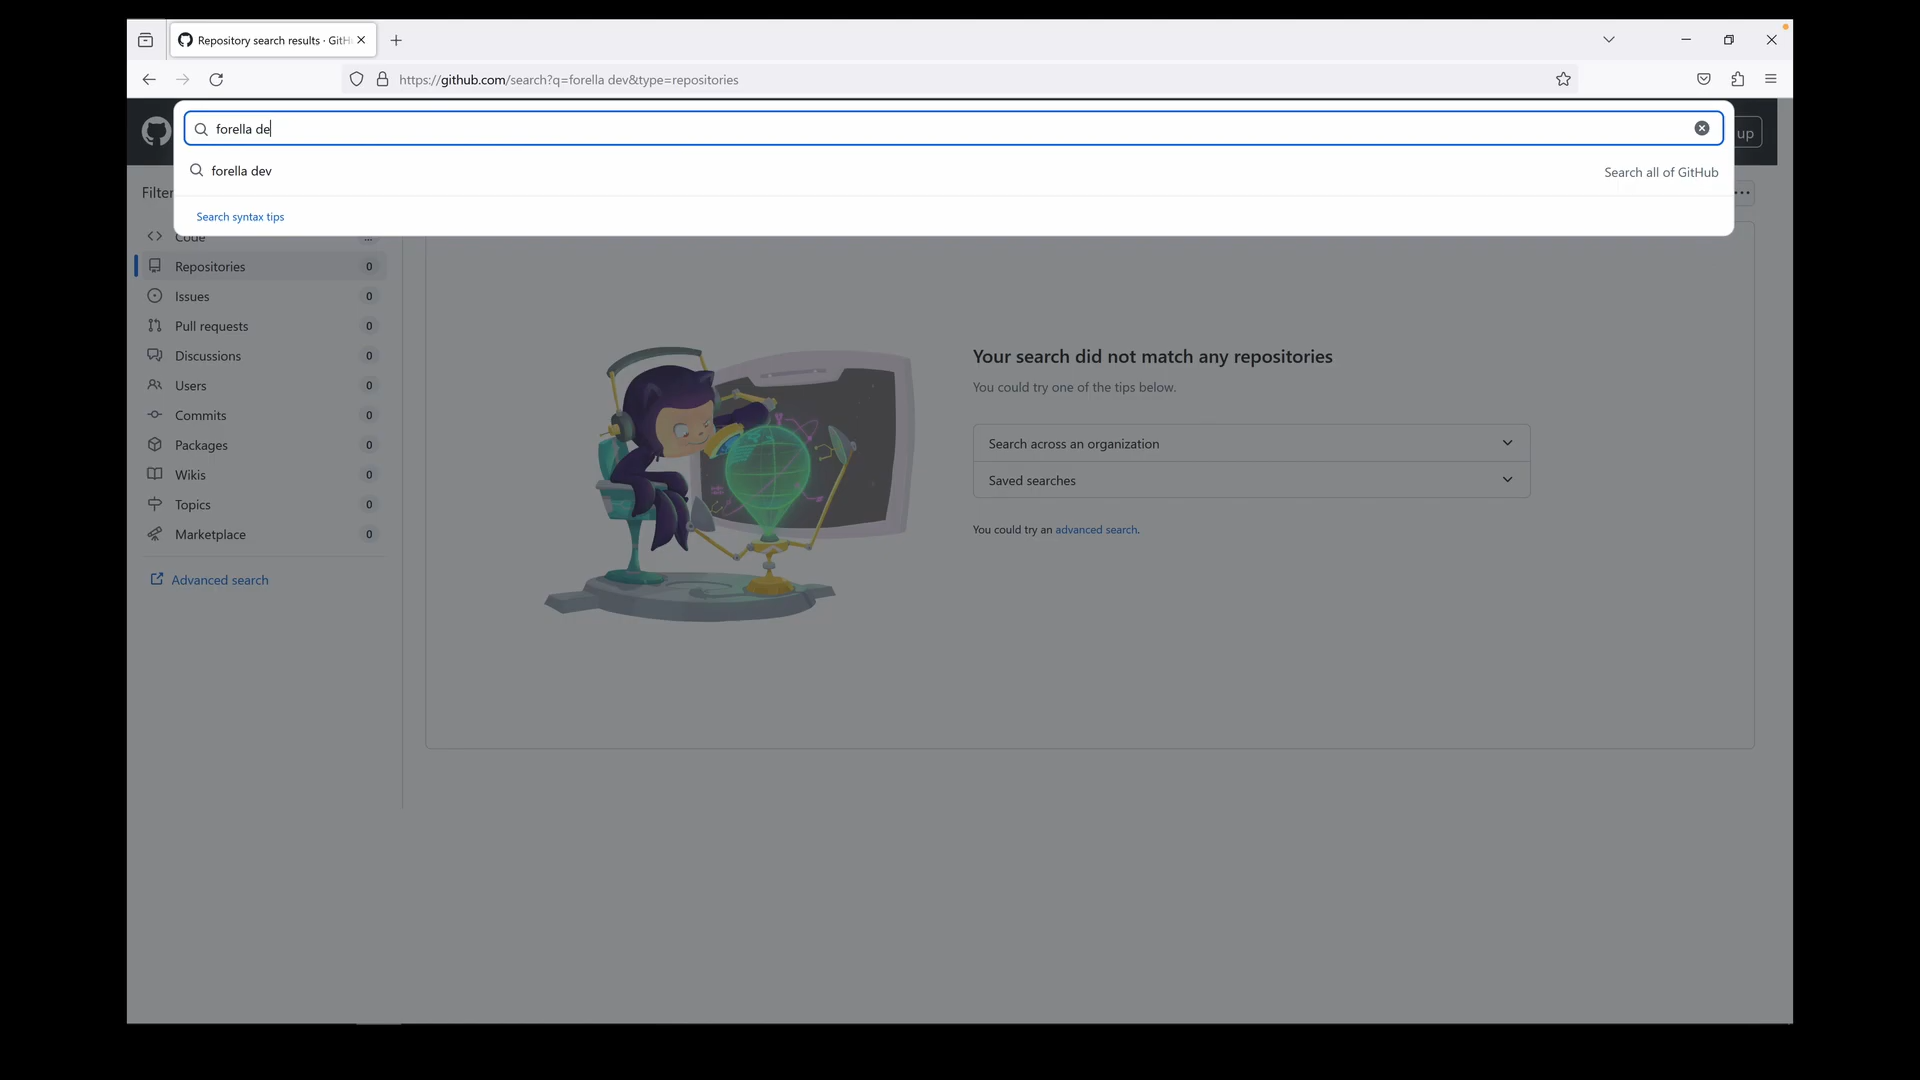 Repository search results · GitH
https://github.com/search?q=forella dev&type=repositories
forella de
up
forella dev
Search all of GitHub
Search syntax tips
Filter
Code
...
Repositories 0
Issues 0
Pull requests 0
Discussions 0
Users 0
Commits 0
Packages 0
Wikis 0
Topics 0
Marketplace 0
Advanced search
Your search did not match any repositories
You could try one of the tips below.
Search across an organization
Saved searches
You could try an advanced search.